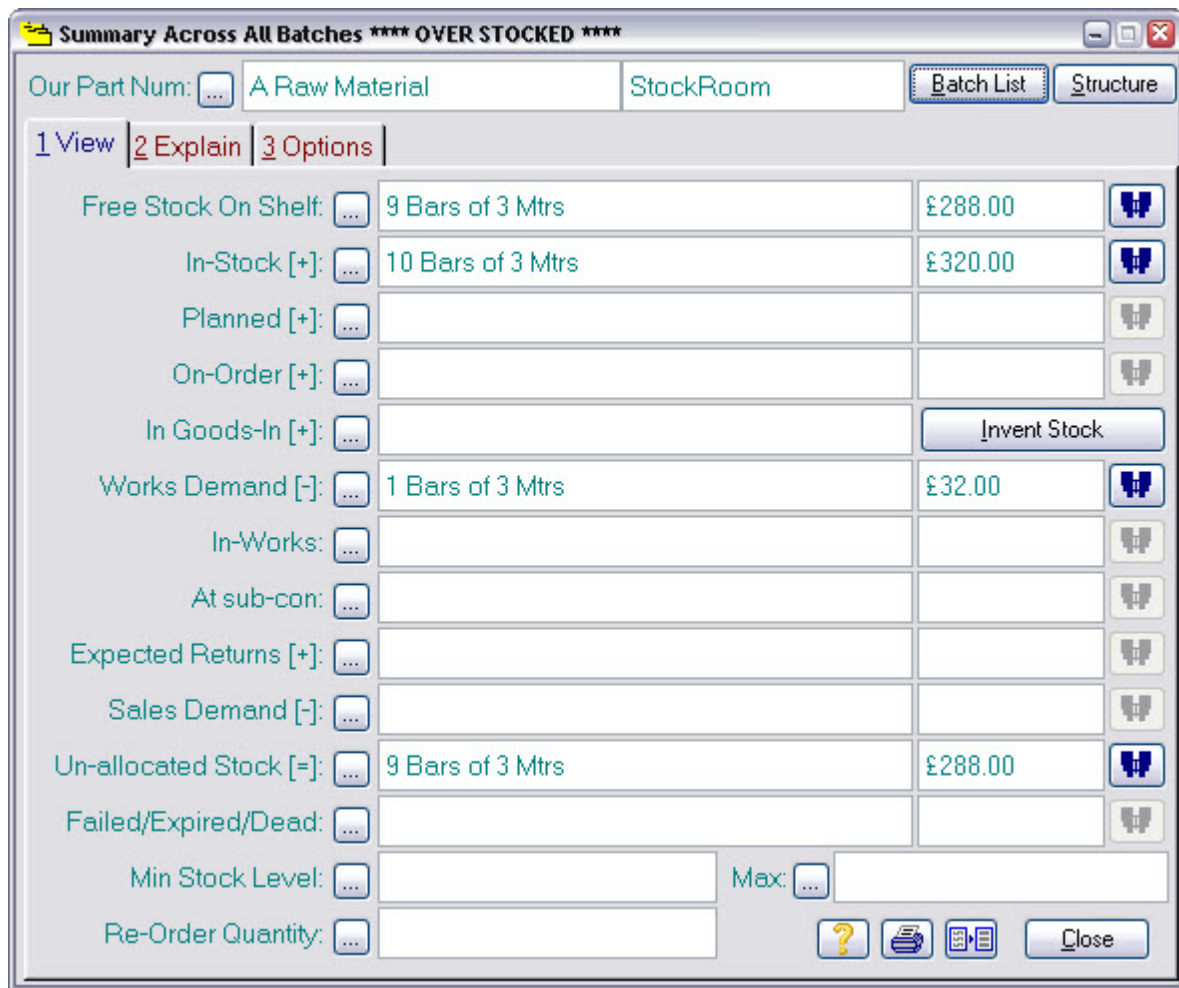 Summary Across All Batches **** OVER STOCKED ****
Our Part Num: ... A Raw Material StockRoom Batch List Structure
1 View 2 Explain 3 Options
Free Stock On Shelf: ... 9 Bars of 3 Mtrs £288.00
In-Stock [+]: ... 10 Bars of 3 Mtrs £320.00
Planned [+]: ...
On-Order [+]: ...
In Goods-In [+]: ... Invent Stock
Works Demand [-]: ... 1 Bars of 3 Mtrs £32.00
In-Works: ...
At sub-con: ...
Expected Returns [+]: ...
Sales Demand [-]: ...
Un-allocated Stock [=]: ... 9 Bars of 3 Mtrs £288.00
Failed/Expired/Dead: ...
Min Stock Level: ... Max: ...
Re-Order Quantity: ... ? Close